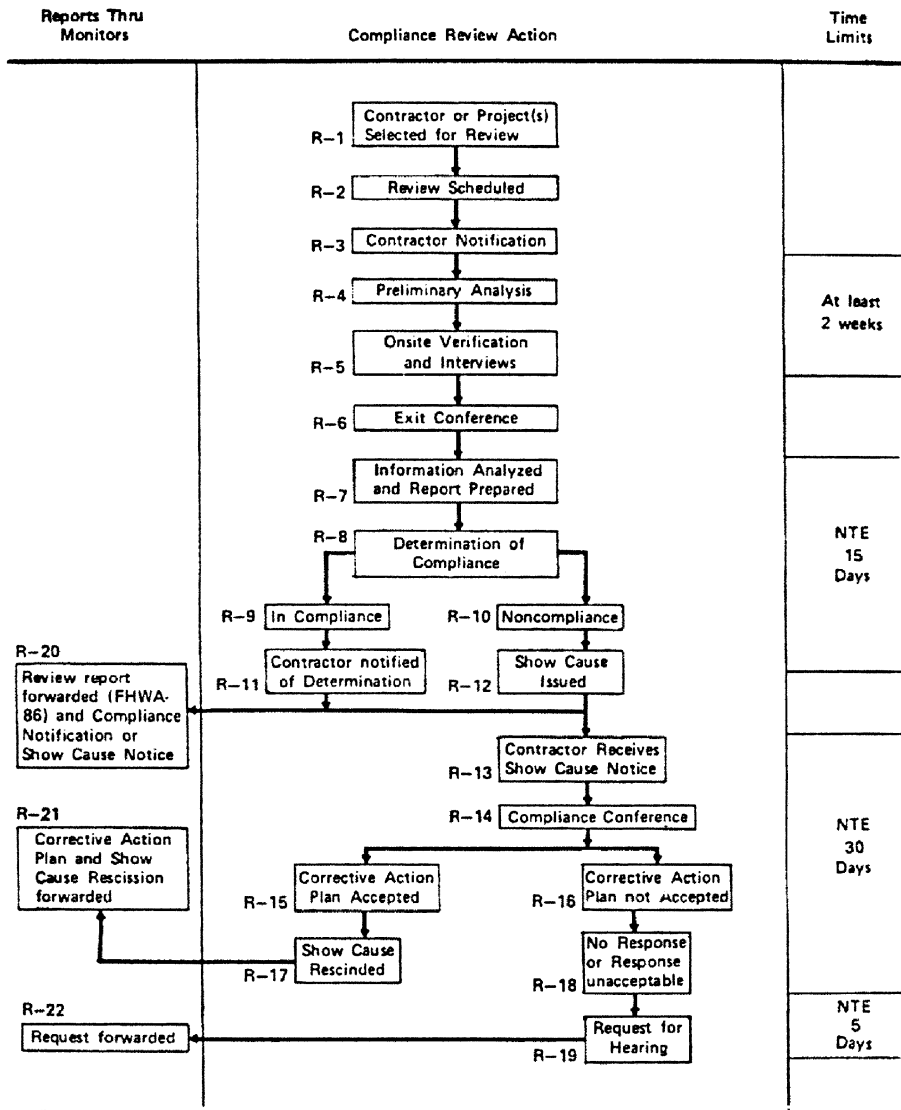 Reports Thru
Monitors
Compliance Review Action
Time
Limits
R-1
Contractor or Project(s)
Selected for Review
R-2
Review Scheduled
R-3
Contractor Notification
R-4
Preliminary Analysis
At least
2 weeks
R-5
Onsite Verification
and Interviews
R-6
Exit Conference
R-7
Information Analyzed
and Report Prepared
R-8
Determination of
Compliance
NTE
15
Days
R-9
In Compliance
R-10
Noncompliance
R-11
Contractor notified
of Determination
R-12
Show Cause
Issued
R-20
Review report
forwarded (FHWA-
86) and Compliance
Notification or
Show Cause Notice
R-13
Contractor Receives
Show Cause Notice
R-14
Compliance Conference
R-21
Corrective Action
Plan and Show
Cause Rescission
forwarded
NTE
30
Days
R-15
Corrective Action
Plan Accepted
R-16
Corrective Action
Plan not Accepted
R-17
Show Cause
Rescinded
R-18
No Response
or Response
unacceptable
R-22
Request forwarded
R-19
Request for
Hearing
NTE
5
Days